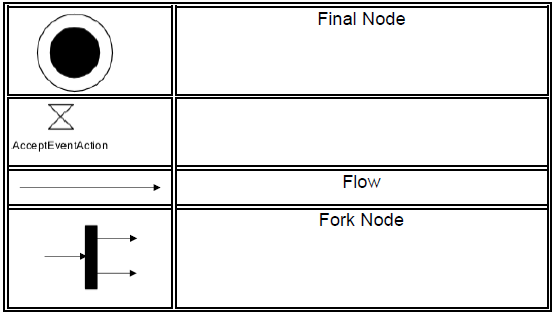 Final Node
AcceptEventAction
Flow
Fork Node